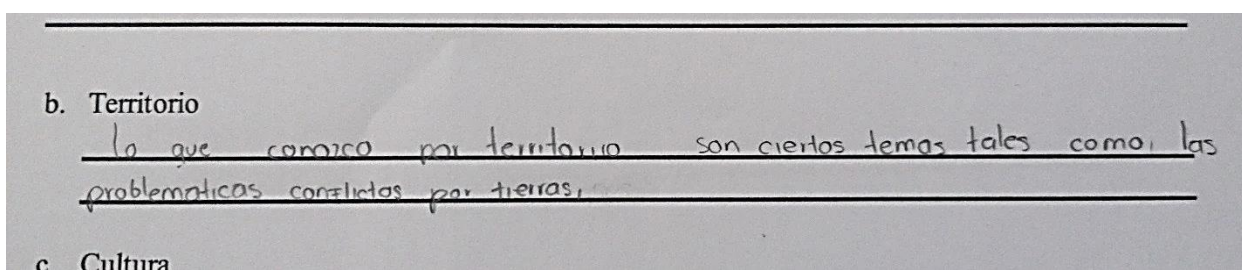 b. Territorio
lo que conozco por territorio son ciertos temas tales como, las
problematicas conflictos por tierras,
c. Cultura